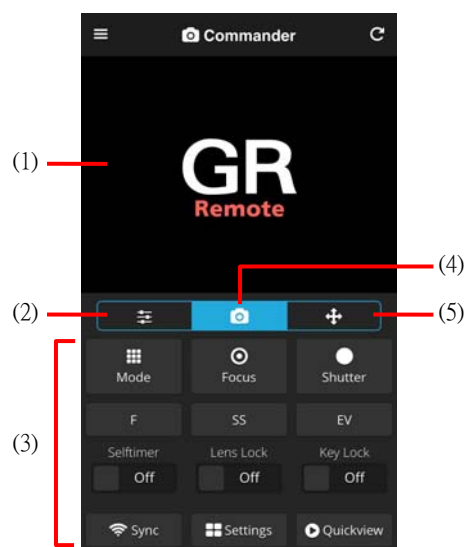 Commander
(1)
GR
Remote
(4)
(2)
(5)
(3)
Mode Focus Shutter
F SS EV
Selftimer Lens Lock Key Lock
Off Off Off
Sync Settings Quickview